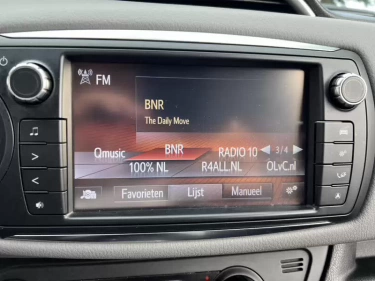 FM
BNR
The Daily Move
Qmusic BNR RADIO 10 3/4
100% NL R4ALL.NL OLVC.nl
Favorieten Lijst Manueel